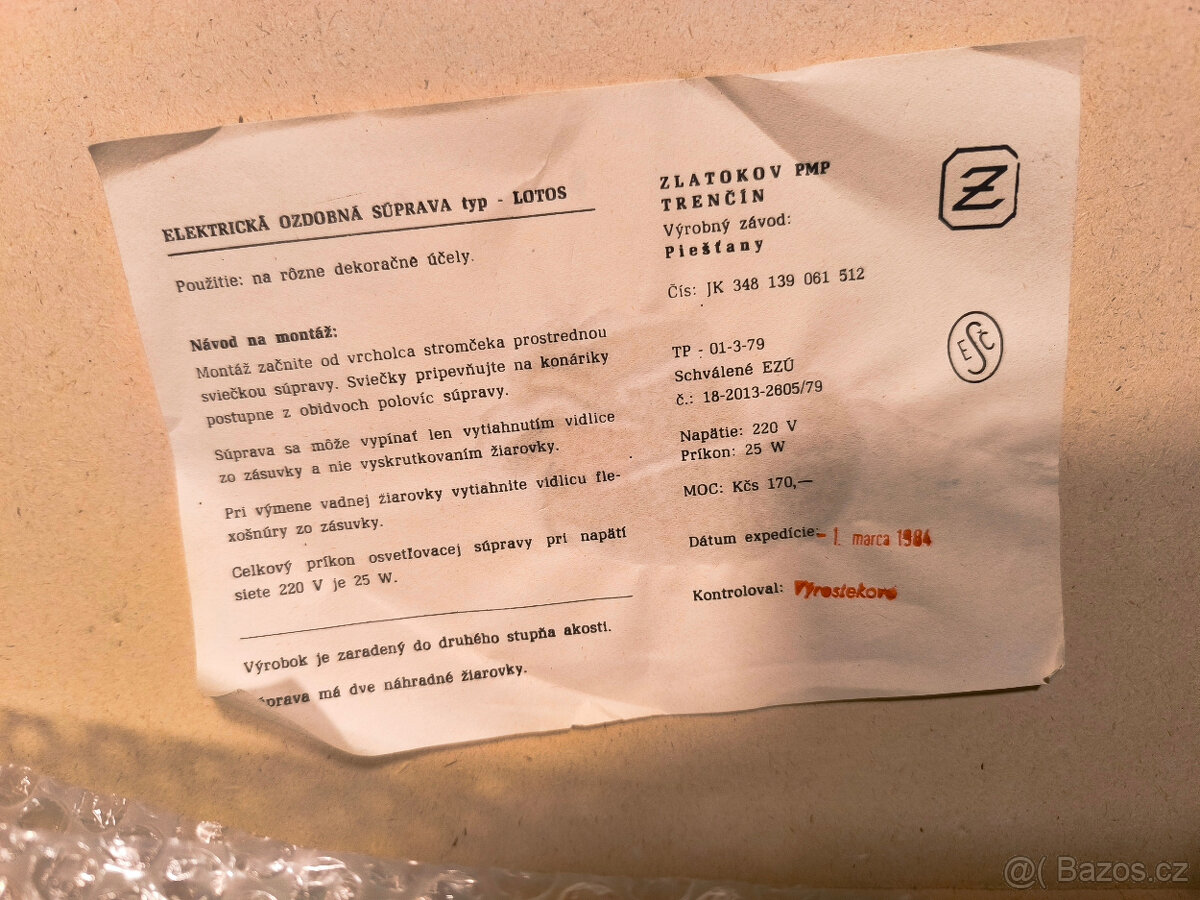 ELEKTRICKÁ OZDOBNÁ SÚPRAVA typ - LOTOS
Použitie: na rôzne dekoračné účely.
Návod na montáž:
Montáž začnite od vrcholca stromčeka prostrednou
sviečkou súpravy. Sviečky pripevňujte na konáriky
postupne z obidvoch polovíc súpravy.
Súprava sa môže vypínať len vytiahnutím vidlice
zo zásuvky a nie vyskrutkovaním žiarovky.
Pri výmene vadnej žiarovky vytiahnite vidlicu fle-
xošnúry zo zásuvky.
Celkový príkon osvetľovacej súpravy pri napätí
siete 220 V je 25 W.
Výrobok je zaradený do druhého stupňa akosti.
prava má dve náhradné žiarovky.
ZLATOKOV PMP
TRENČÍN
Výrobný závod:
Piešťany
Čís: JK 348 139 061 512
TP - 01-3-79
Schválené EZÚ
č.: 18-2013-2605/79
Napätie: 220 V
Príkon: 25 W
MOC: Kčs 170,—
Dátum expedície: - 1. marca 1984
Kontroloval: Výrosteková
Z
ESČ
@( Bazos.cz